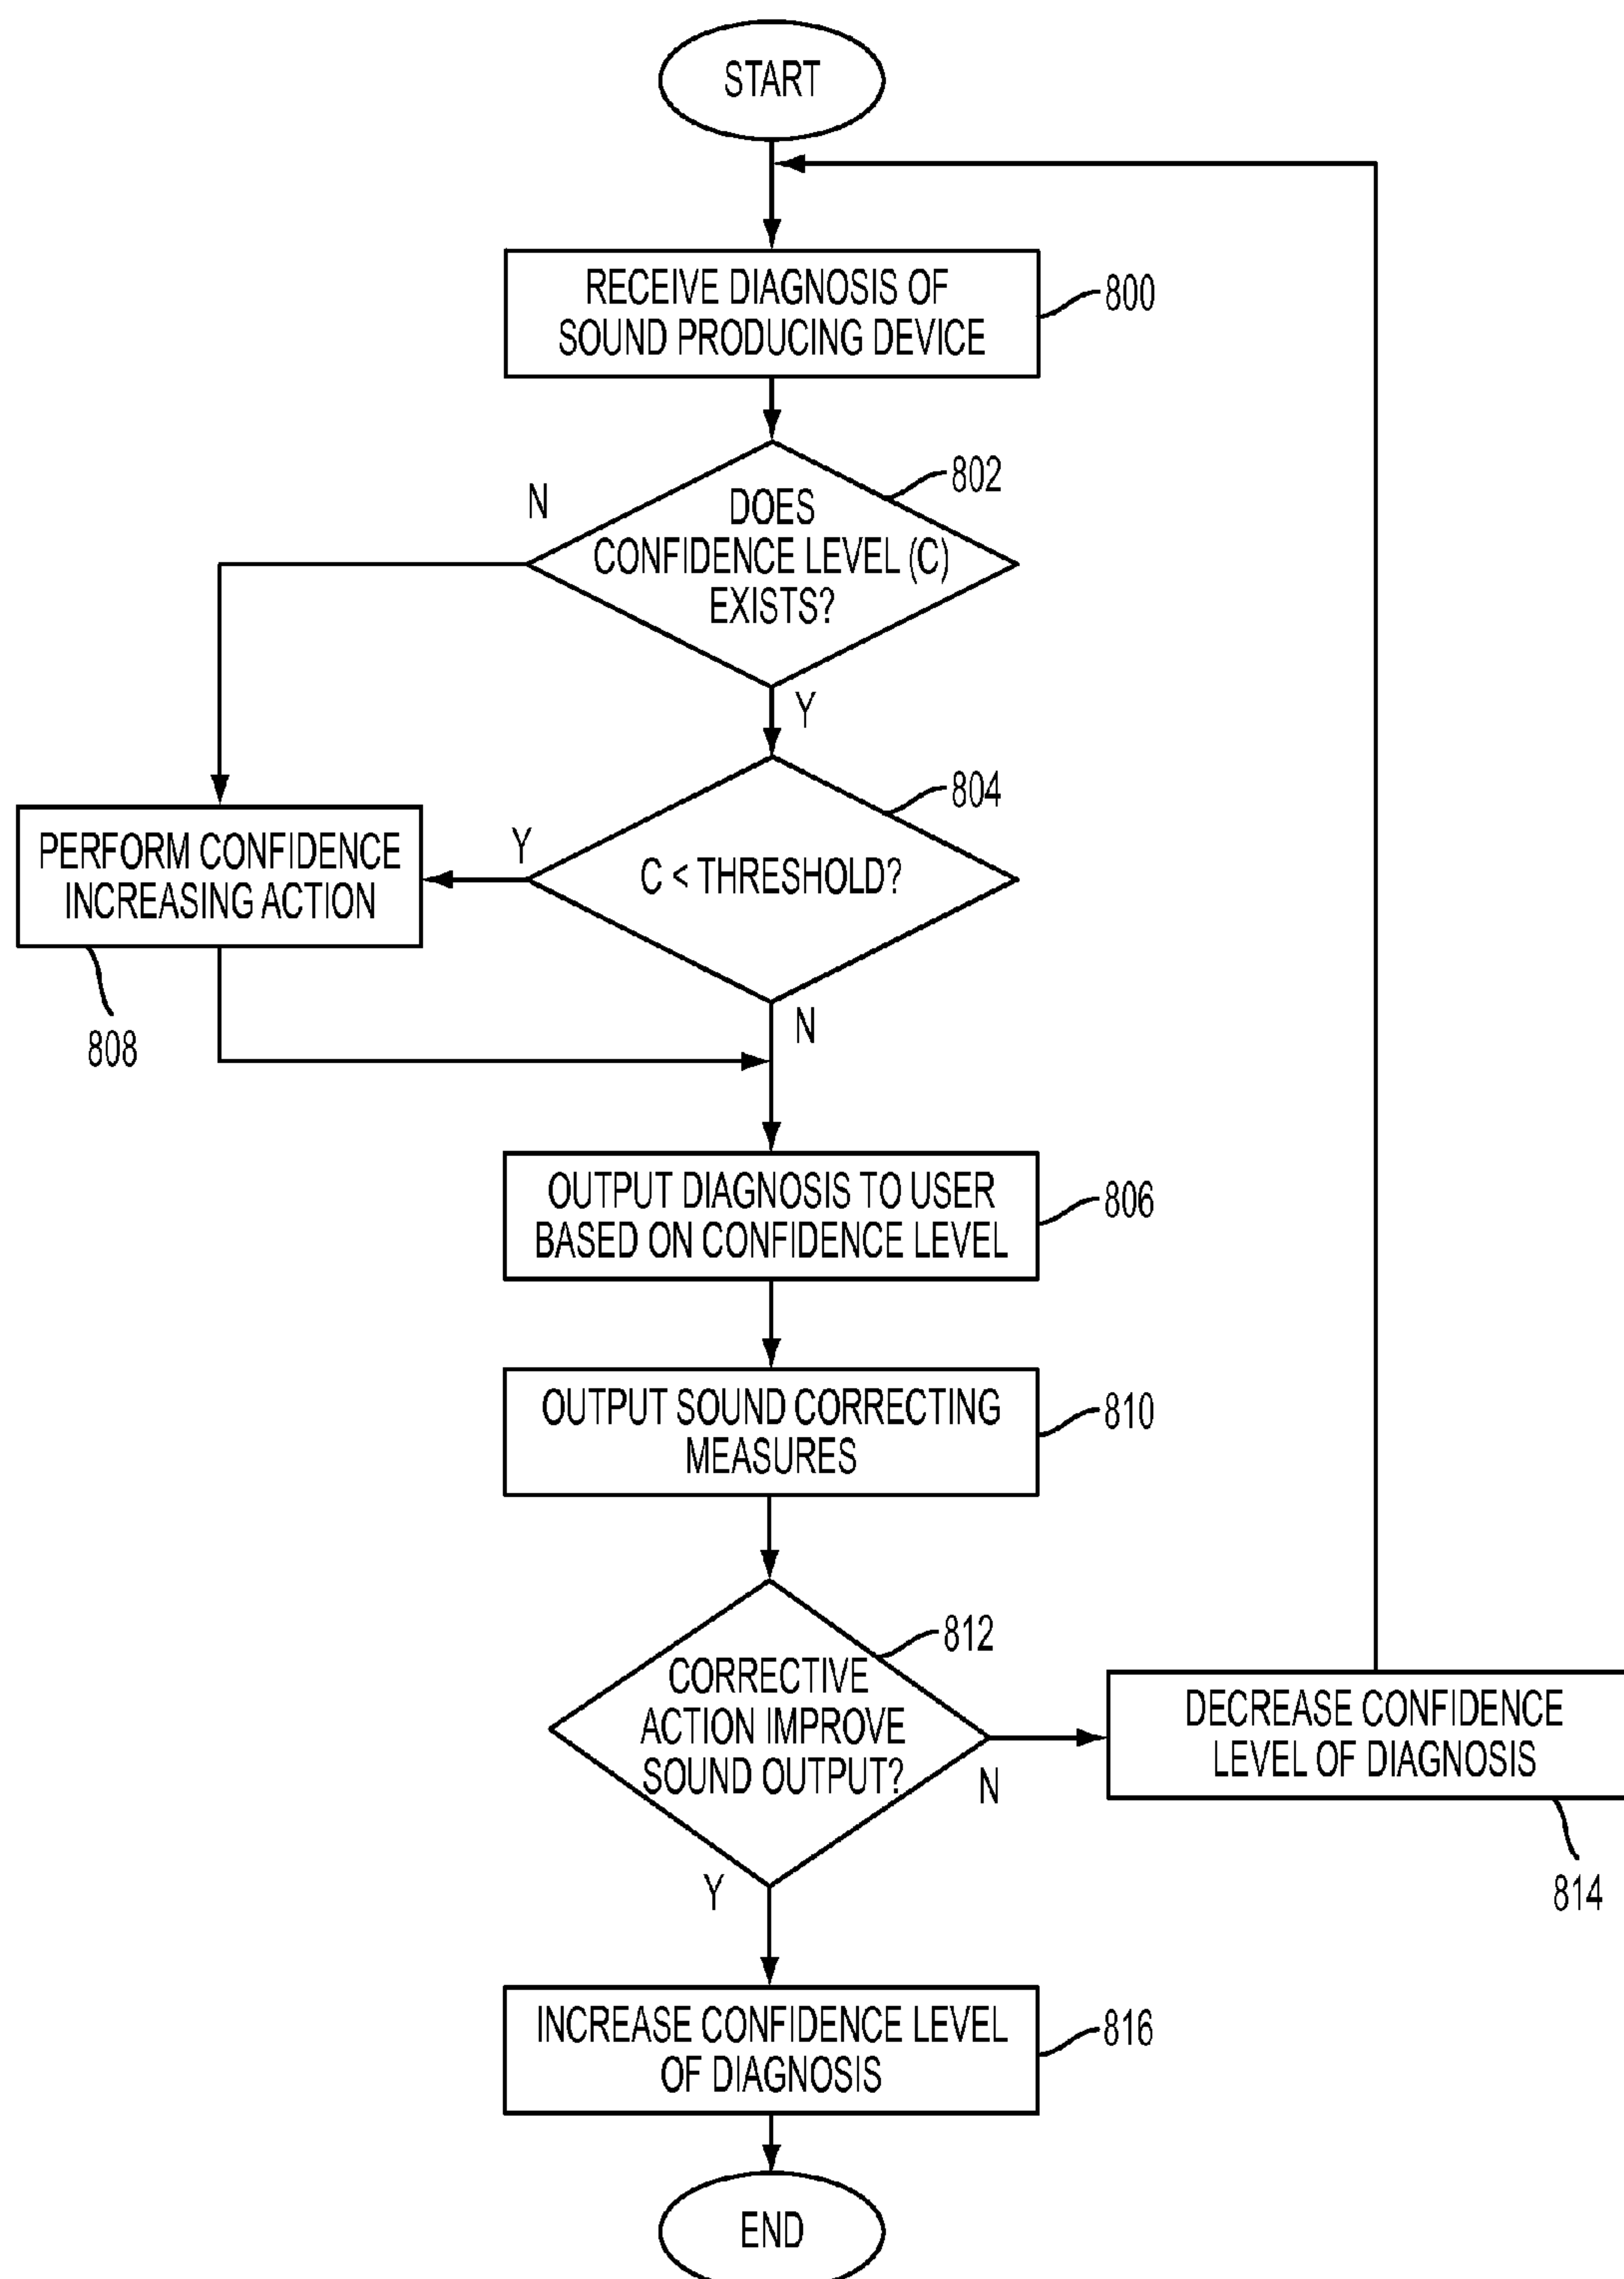 START
RECEIVE DIAGNOSIS OF
SOUND PRODUCING DEVICE
800
802
N
DOES
CONFIDENCE LEVEL (C)
EXISTS?
Y
804
C < THRESHOLD?
Y
PERFORM CONFIDENCE
INCREASING ACTION
808
N
OUTPUT DIAGNOSIS TO USER
BASED ON CONFIDENCE LEVEL
806
OUTPUT SOUND CORRECTING
MEASURES
810
812
CORRECTIVE
ACTION IMPROVE
SOUND OUTPUT?
N
DECREASE CONFIDENCE
LEVEL OF DIAGNOSIS
814
Y
INCREASE CONFIDENCE LEVEL
OF DIAGNOSIS
816
END